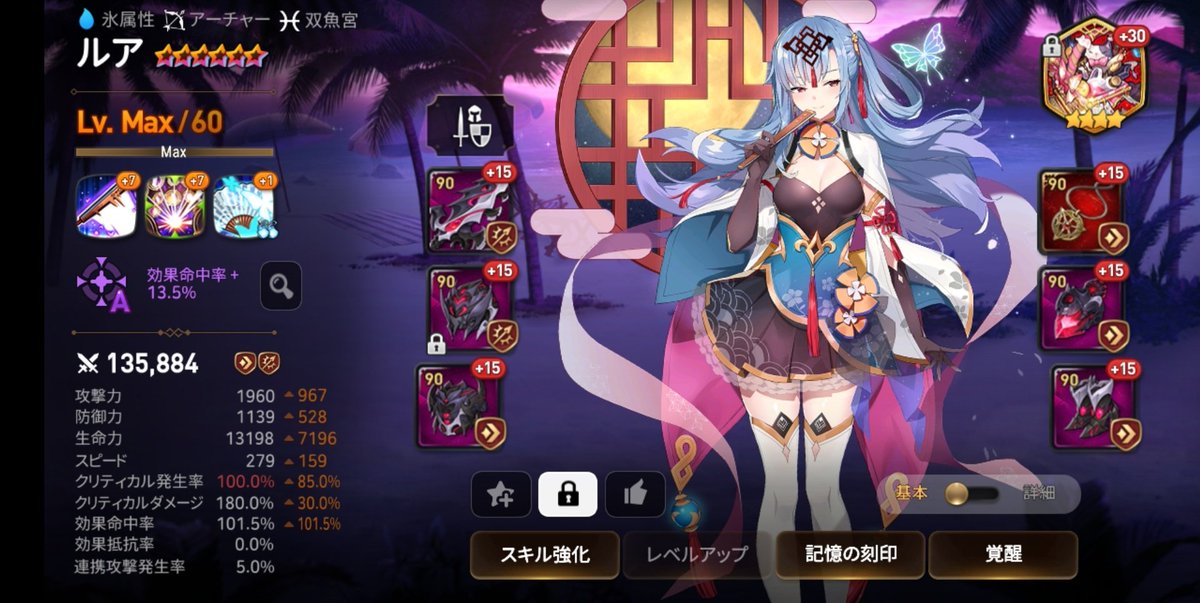 氷属性 アーチャー 双魚宮
ルア
Lv. Max/60
Max
+7 +7 +1
A
効果命中率 +
13.5%
135,884
攻撃力 1960 967
防御力 1139 528
生命力 13198 7196
スピード 279 159
クリティカル発生率 100.0% 85.0%
クリティカルダメージ 180.0% 30.0%
効果命中率 101.5% 101.5%
効果抵抗率 0.0%
連携攻撃発生率 5.0%
90 +15
90 +15
90 +15
+30
90 +15
90 +15
90 +15
基本 詳細
スキル強化 レベルアップ 記憶の刻印 覚醒